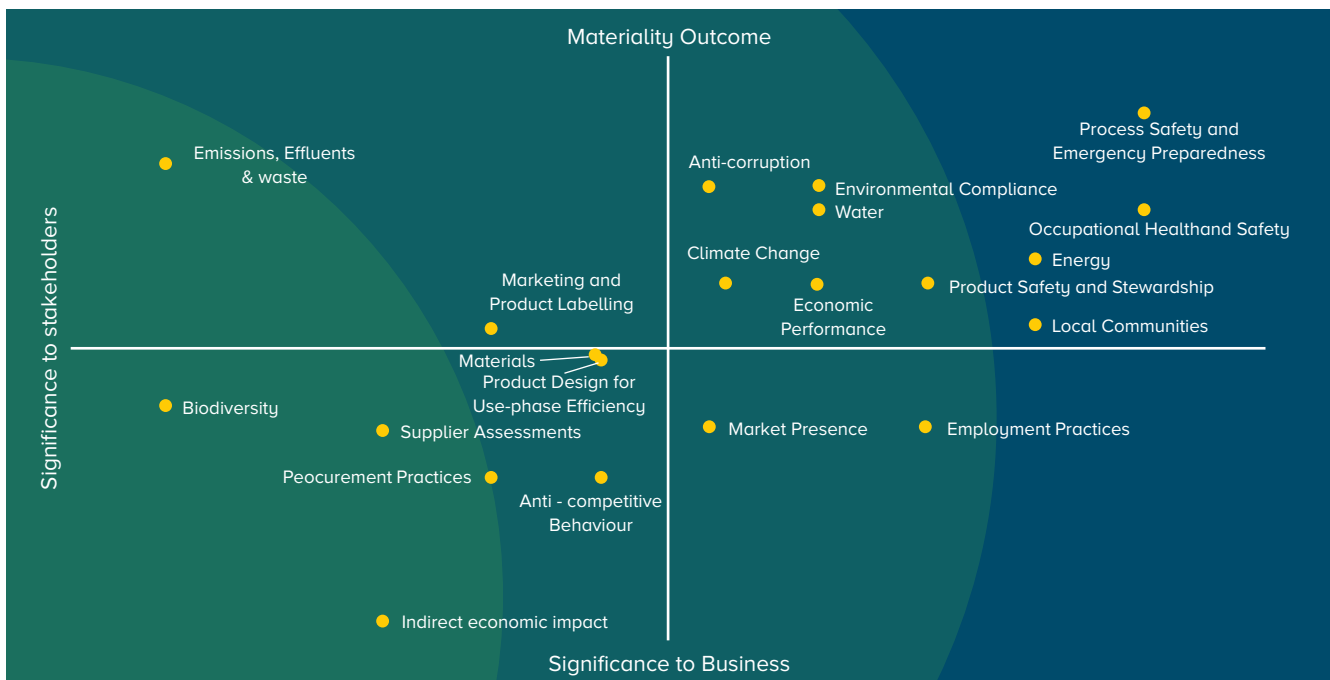 Materiality Outcome
Process Safety and
Emergency Preparedness
Emissions, Effluents
& waste
Anti-corruption
Environmental Compliance
Water
Occupational Healthand Safety
Climate Change
Energy
Marketing and
Product Labelling
Product Safety and Stewardship
Economic
Performance
Local Communities
Significance to stakeholders
Materials
Product Design for
Use-phase Efficiency
Biodiversity
Supplier Assessments
Market Presence
Employment Practices
Peocurement Practices
Anti - competitive
Behaviour
Indirect economic impact
Significance to Business